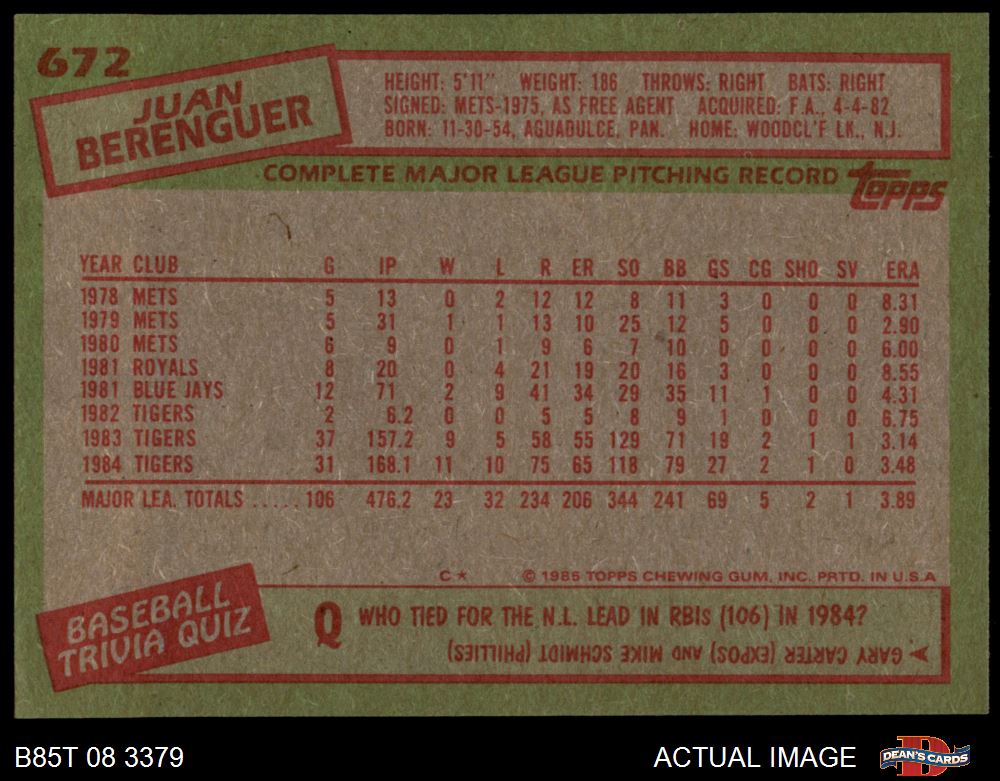 672
JUAN
BERENGUER
HEIGHT: 5'11" WEIGHT: 186 THROWS: RIGHT BATS: RIGHT
SIGNED: METS-1975, AS FREE AGENT ACQUIRED: F.A., 4-4-82
BORN: 11-30-54, AGUADULCE, PAN. HOME: WOODCL'F LK., N.J.
COMPLETE MAJOR LEAGUE PITCHING RECORD topps
YEAR CLUB G IP W L R ER SO BB GS CG SHO SV ERA
1978 METS 5 13 0 2 12 12 8 11 3 0 0 0 8.31
1979 METS 5 31 1 1 13 10 25 12 5 0 0 0 2.90
1980 METS 6 9 0 1 9 6 7 10 0 0 0 0 6.00
1981 ROYALS 8 20 0 4 21 19 20 16 3 0 0 0 8.55
1981 BLUE JAYS 12 71 2 9 41 34 29 35 11 1 0 0 4.31
1982 TIGERS 2 6.2 0 0 5 5 8 9 1 0 0 0 6.75
1983 TIGERS 37 157.2 9 5 58 55 129 71 19 2 1 1 3.14
1984 TIGERS 31 168.1 11 10 75 65 118 79 27 2 1 0 3.48
MAJOR LEA. TOTALS ..... 106 476.2 23 32 234 206 344 241 69 5 2 1 3.89
C* © 1985 TOPPS CHEWING GUM, INC. PRTD. IN U.S.A
BASEBALL
TRIVIA QUIZ
Q WHO TIED FOR THE N.L. LEAD IN RBIs (106) IN 1984?
A GARY CARTER (EXPOS) AND MIKE SCHMIDT (PHILLIES)
B85T 08 3379
ACTUAL IMAGE
D
DEAN'S CARDS